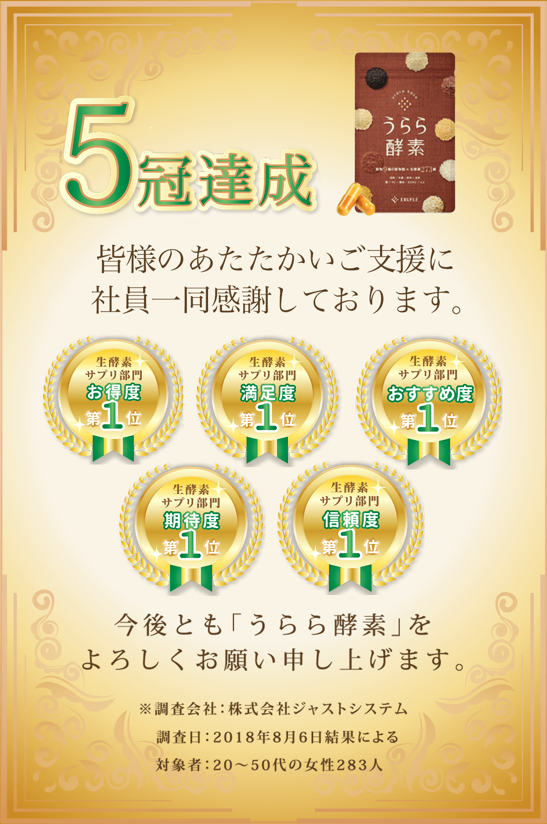 5冠達成
うらら
酵素
皆様のあたたかいご支援に
社員一同感謝しております。
生酵素
サプリ部門
お得度
第1位
生酵素
サプリ部門
満足度
第1位
生酵素
サプリ部門
おすすめ度
第1位
生酵素
サプリ部門
期待度
第1位
生酵素
サプリ部門
信頼度
第1位
今後とも「うらら酵素」を
よろしくお願い申し上げます。
※調査会社：株式会社ジャストシステム
調査日：2018年8月6日結果による
対象者：20～50代の女性283人